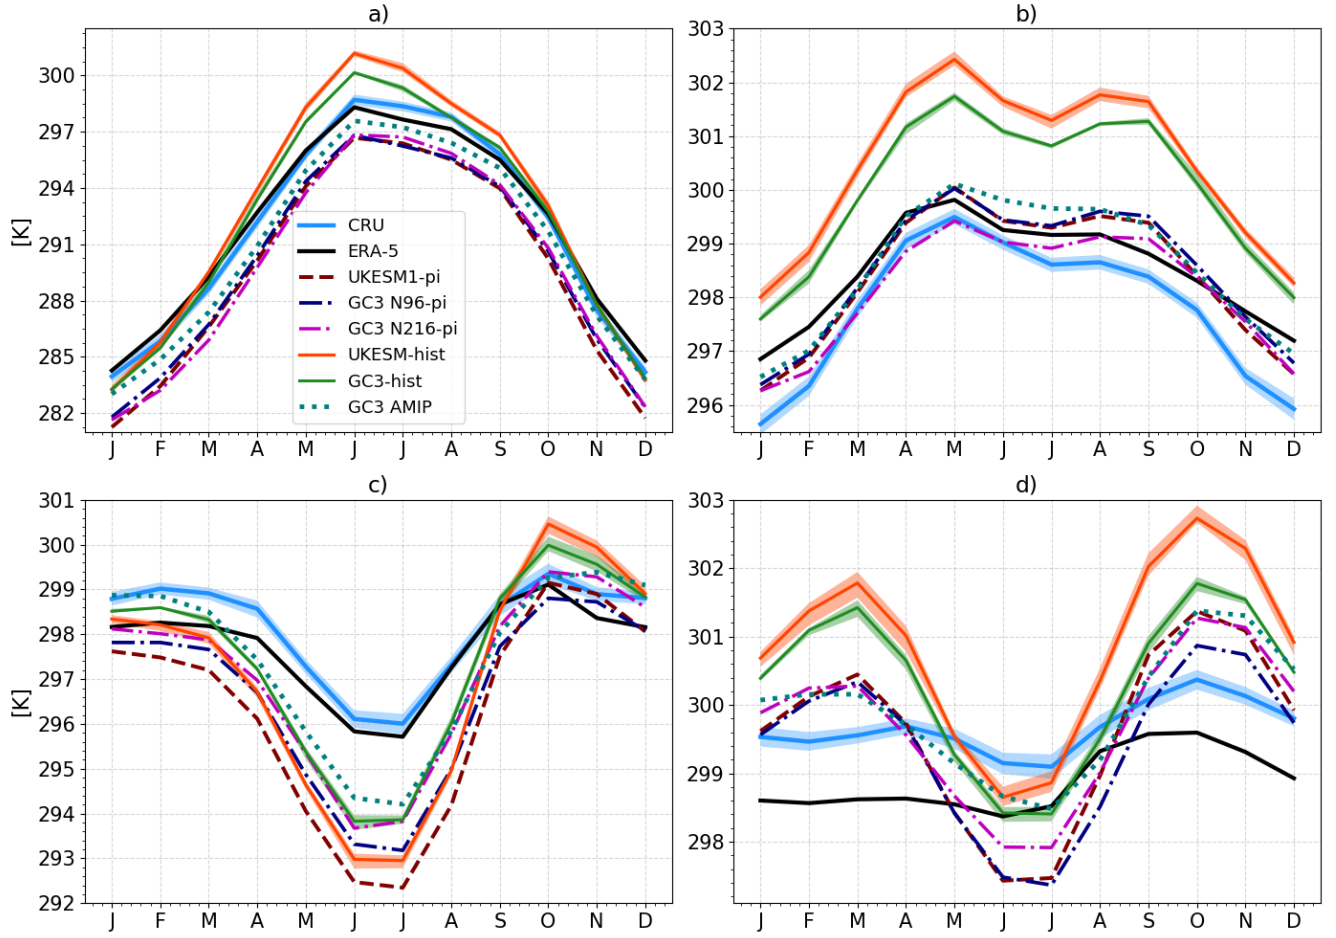 a)
[K]
300
297
294
291
288
285
282
J F M A M J J A S O N D
CRU
ERA-5
UKESM1-pi
GC3 N96-pi
GC3 N216-pi
UKESM-hist
GC3-hist
GC3 AMIP
b)
303
302
301
300
299
298
297
296
J F M A M J J A S O N D
c)
[K]
301
300
299
298
297
296
295
294
293
292
J F M A M J J A S O N D
d)
303
302
301
300
299
298
J F M A M J J A S O N D